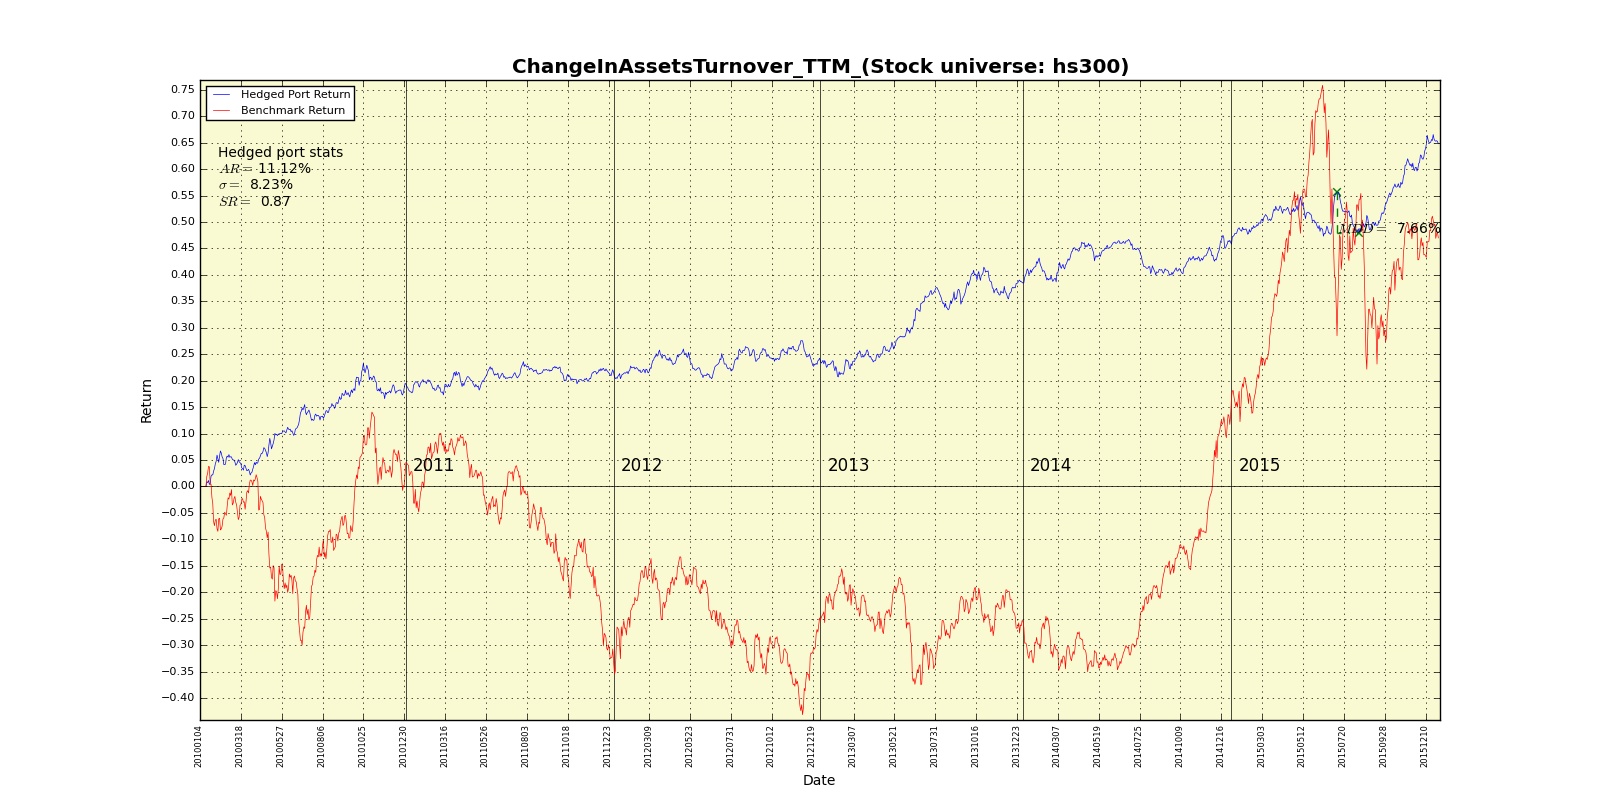 ChangeInAssetsTurnover_TTM_(Stock universe: hs300)
Hedged Port Return
Benchmark Return
Hedged port stats
AR = 11.12%
σ = 8.23%
SR = 0.87
MDD = 7.66%
2011 2012 2013 2014 2015
Return
0.75
0.70
0.65
0.60
0.55
0.50
0.45
0.40
0.35
0.30
0.25
0.20
0.15
0.10
0.05
0.00
−0.05
−0.10
−0.15
−0.20
−0.25
−0.30
−0.35
−0.40
20100104 20100318 20100527 20100806 20101025 20101230 20110316 20110526 20110803 20111018 20111223 20120309 20120523 20120731 20121012 20121219 20130307 20130521 20130731 20131016 20131223 20140307 20140519 20140725 20141009 20141216 20150303 20150512 20150720 20150928 20151210
Date